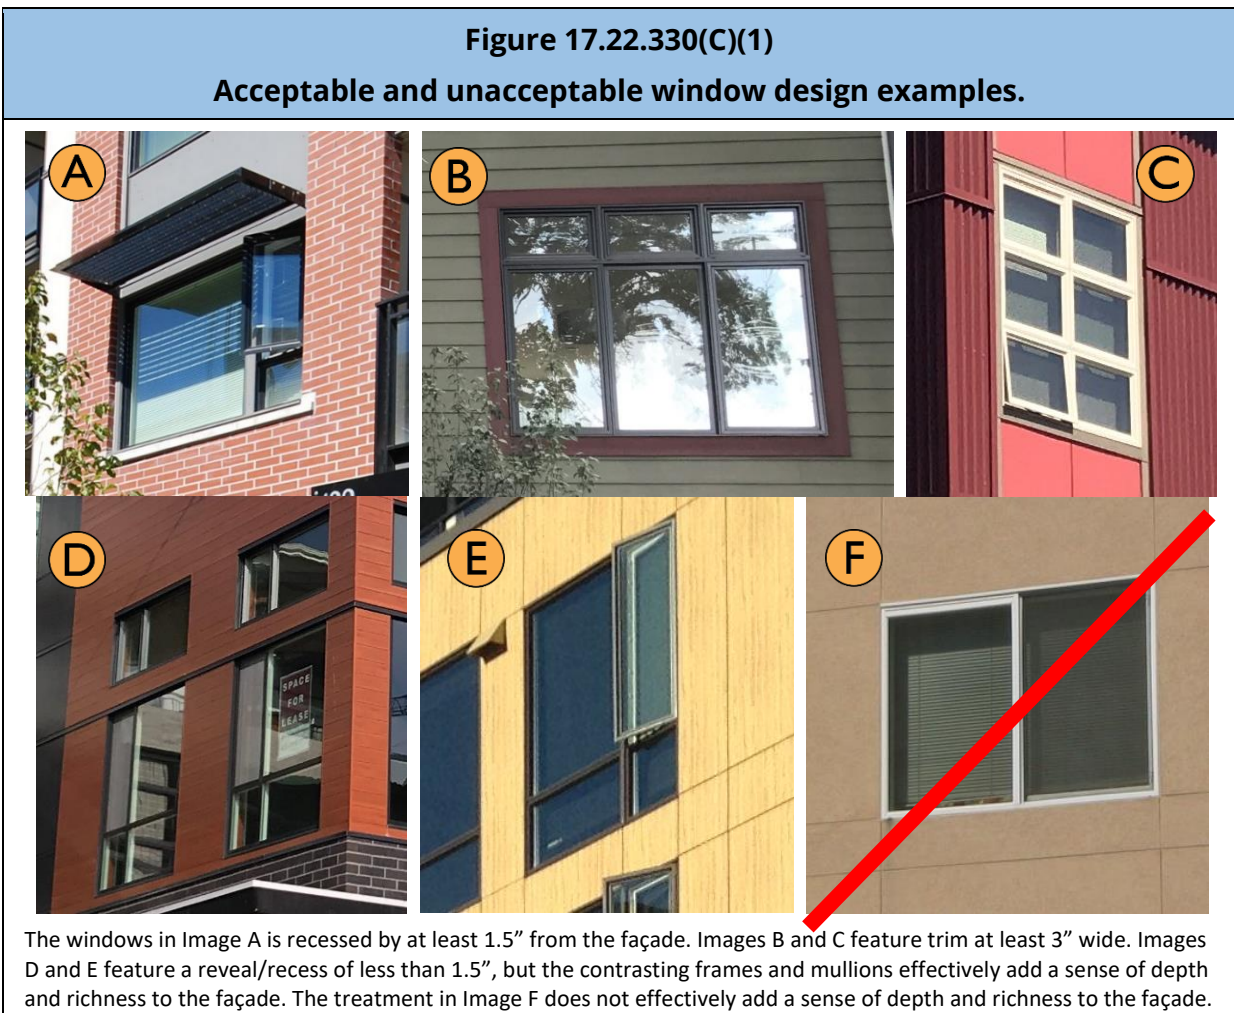 Figure 17.22.330(C)(1)
Acceptable and unacceptable window design examples.
A
B
C
D
SPACE
FOR
LEASE
E
F
The windows in Image A is recessed by at least 1.5” from the façade. Images B and C feature trim at least 3” wide. Images
D and E feature a reveal/recess of less than 1.5”, but the contrasting frames and mullions effectively add a sense of depth
and richness to the façade. The treatment in Image F does not effectively add a sense of depth and richness to the façade.